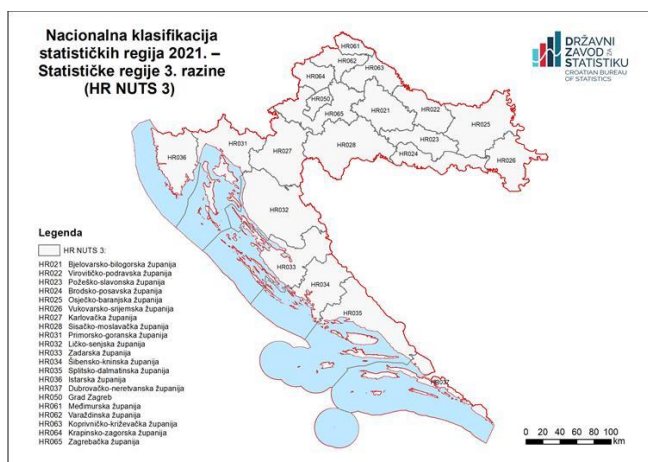 Nacionalna klasifikacija
statističkih regija 2021. –
Statističke regije 3. razine
(HR NUTS 3)
DRŽAVNI
ZAVOD ZA
STATISTIKU
CROATIAN BUREAU
OF STATISTICS
HR061
HR062
HR063
HR064
HR050
HR021
HR065
HR022
HR025
HR031
HR036
HR027
HR028
HR023
HR024
HR026
HR032
HR033
HR034
HR035
HR037
Legenda
HR NUTS 3:
HR021 Bjelovarsko-bilogorska županija
HR022 Virovitičko-podravska županija
HR023 Požeško-slavonska županija
HR024 Brodsko-posavska županija
HR025 Osječko-baranjska županija
HR026 Vukovarsko-srijemska županija
HR027 Karlovačka županija
HR028 Sisačko-moslavačka županija
HR031 Primorsko-goranska županija
HR032 Ličko-senjska županija
HR033 Zadarska županija
HR034 Šibensko-kninska županija
HR035 Splitsko-dalmatinska županija
HR036 Istarska županija
HR037 Dubrovačko-neretvanska županija
HR050 Grad Zagreb
HR061 Međimurska županija
HR062 Varaždinska županija
HR063 Koprivničko-križevačka županija
HR064 Krapinsko-zagorska županija
HR065 Zagrebačka županija
0 20 40 60 80 100
km